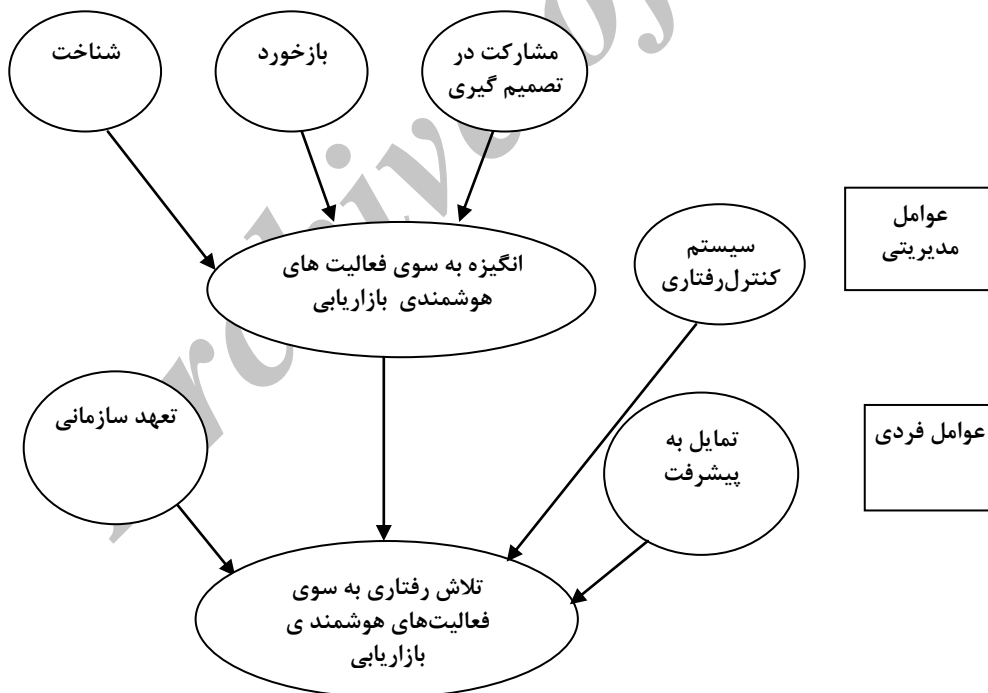 مشارکت در
تصمیم گیری
بازخورد
شناخت
عوامل
مدیریتی
سیستم
کنترل‌رفتاری
انگیزه به سوی فعالیت های
هوشمندی بازاریابی
عوامل فردی
تمایل به
پیشرفت
تعهد سازمانی
تلاش رفتاری به سوی
فعالیت‌های هوشمند ی
بازاریابی